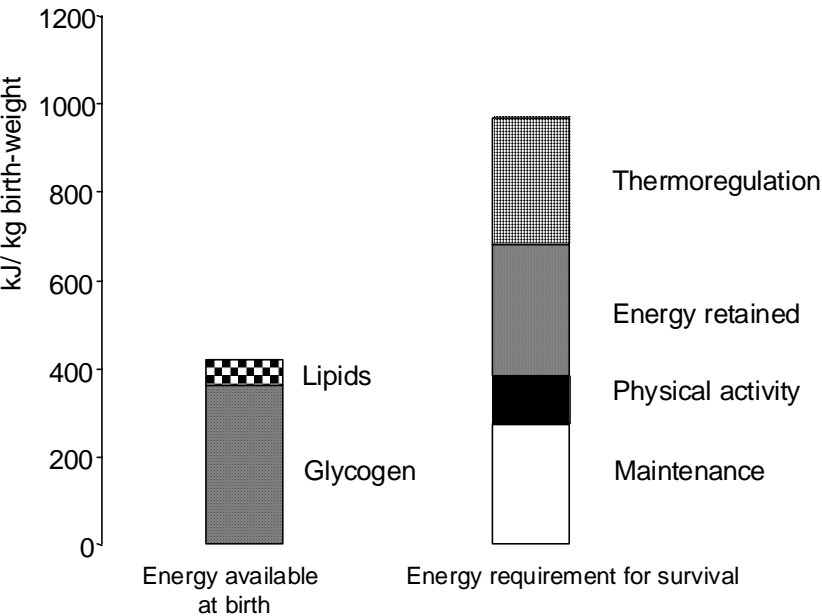 kJ/ kg birth-weight
1200
1000
800
600
400
200
0
Thermoregulation
Energy retained
Physical activity
Maintenance
Lipids
Glycogen
Energy available
at birth
Energy requirement for survival